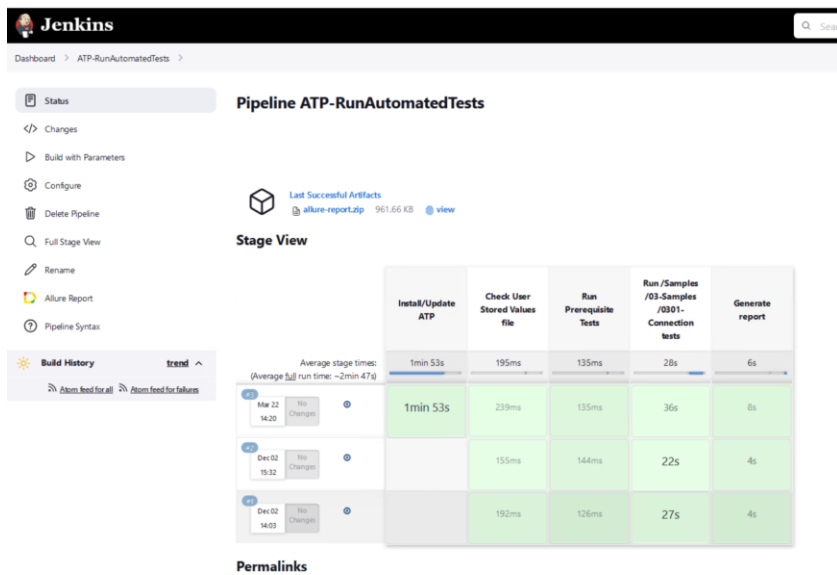 Jenkins
Sea
Dashboard > ATP-RunAutomatedTests >
Status
Changes
Build with Parameters
Configure
Delete Pipeline
Full Stage View
Rename
Allure Report
Pipeline Syntax
Build History trend
Atom feed for all Atom feed for failures
Pipeline ATP-RunAutomatedTests
Last Successful Artifacts
allure-report.zip 961.66 KB view
Stage View
Install/Update
ATP
Check User
Stored Values
file
Run
Prerequisite
Tests
Run /Samples
/03-Samples
/0301-
Connection
tests
Generate
report
Average stage times:
(Average full run time: ~2min 47s)
1min 53s 195ms 135ms 28s 6s
#3
Mar 22
14:20
No
Changes
1min 53s 239ms 135ms 36s 8s
#2
Dec 02
15:32
No
Changes
155ms 144ms 22s 4s
#1
Dec 02
14:03
No
Changes
192ms 126ms 27s 4s
Permalinks